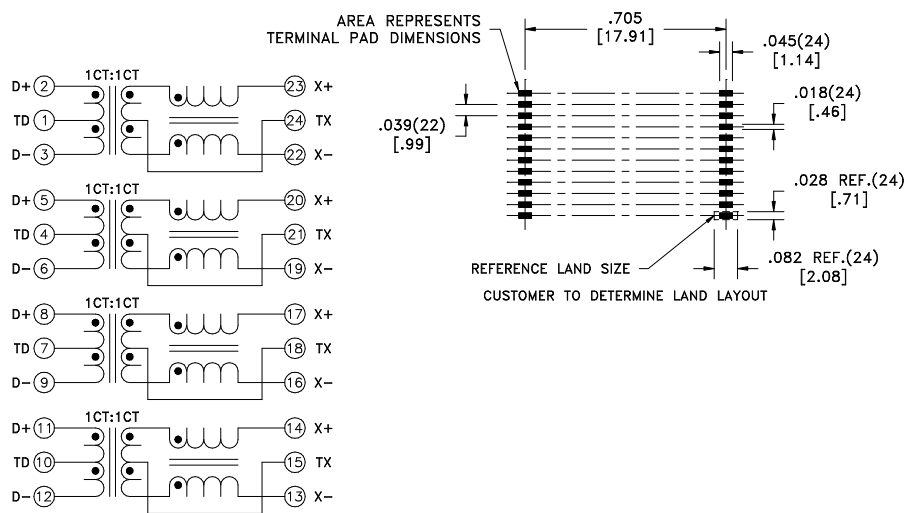 AREA REPRESENTS
TERMINAL PAD DIMENSIONS
.705
[17.91]
.045(24)
[1.14]
.018(24)
[.46]
.039(22)
[.99]
.028 REF.(24)
[.71]
.082 REF.(24)
[2.08]
REFERENCE LAND SIZE
CUSTOMER TO DETERMINE LAND LAYOUT
1CT:1CT
D+ 2 23 X+
TD 1 24 TX
D- 3 22 X-
1CT:1CT
D+ 5 20 X+
TD 4 21 TX
D- 6 19 X-
1CT:1CT
D+ 8 17 X+
TD 7 18 TX
D- 9 16 X-
1CT:1CT
D+ 11 14 X+
TD 10 15 TX
D- 12 13 X-